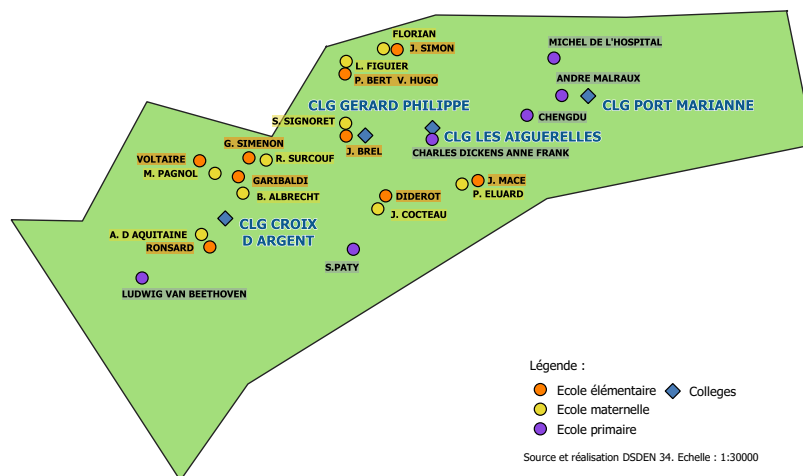 FLORIAN
J. SIMON
MICHEL DE L'HOSPITAL
L. FIGUIER
P. BERT V. HUGO
ANDRE MALRAUX
CLG GERARD PHILIPPE
CLG PORT MARIANNE
S. SIGNORET
CHENGDU
CLG LES AIGUERELLES
G. SIMENON
J. BREL
CHARLES DICKENS ANNE FRANK
VOLTAIRE
R. SURCOUF
M. PAGNOL
GARIBALDI
J. MACE
P. ELUARD
B. ALBRECHT
DIDEROT
J. COCTEAU
CLG CROIX
D ARGENT
A. D AQUITAINE
RONSARD
S.PATY
LUDWIG VAN BEETHOVEN
Légende :
Ecole élémentaire
Colleges
Ecole maternelle
Ecole primaire
Source et réalisation DSDEN 34. Echelle : 1:30000